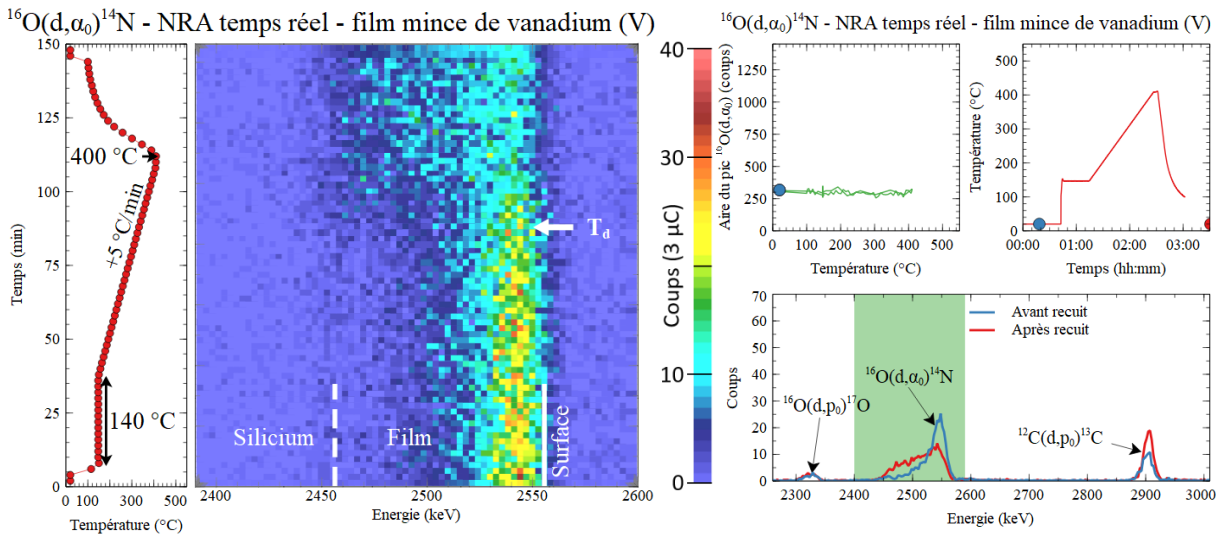 ¹⁶O(d,α₀)¹⁴N - NRA temps réel - film mince de vanadium (V)
150
125
100
75
50
25
0
Temps (min)
0 100 200 300 400 500
Température (°C)
400 °C
+5 °C/min
140 °C
Silicium
Film
Surface
T_d
2400 2450 2500 2550 2600
Energie (keV)
40
30
20
10
0
Coups (3 µC)
¹⁶O(d,α₀)¹⁴N - NRA temps réel - film mince de vanadium (V)
Aire du pic ¹⁶O(d,α₀) (coups)
1500
1250
1000
750
500
250
0
0 100 200 300 400 500
Température (°C)
Température (°C)
500
400
300
200
100
0
00:00 01:00 02:00 03:00
Temps (hh:mm)
Coups
70
60
50
40
30
20
10
0
Avant recuit
Après recuit
¹⁶O(d,α₀)¹⁴N
¹⁶O(d,p₀)¹⁷O
¹²C(d,p₀)¹³C
2300 2400 2500 2600 2700 2800 2900 3000
Energie (keV)